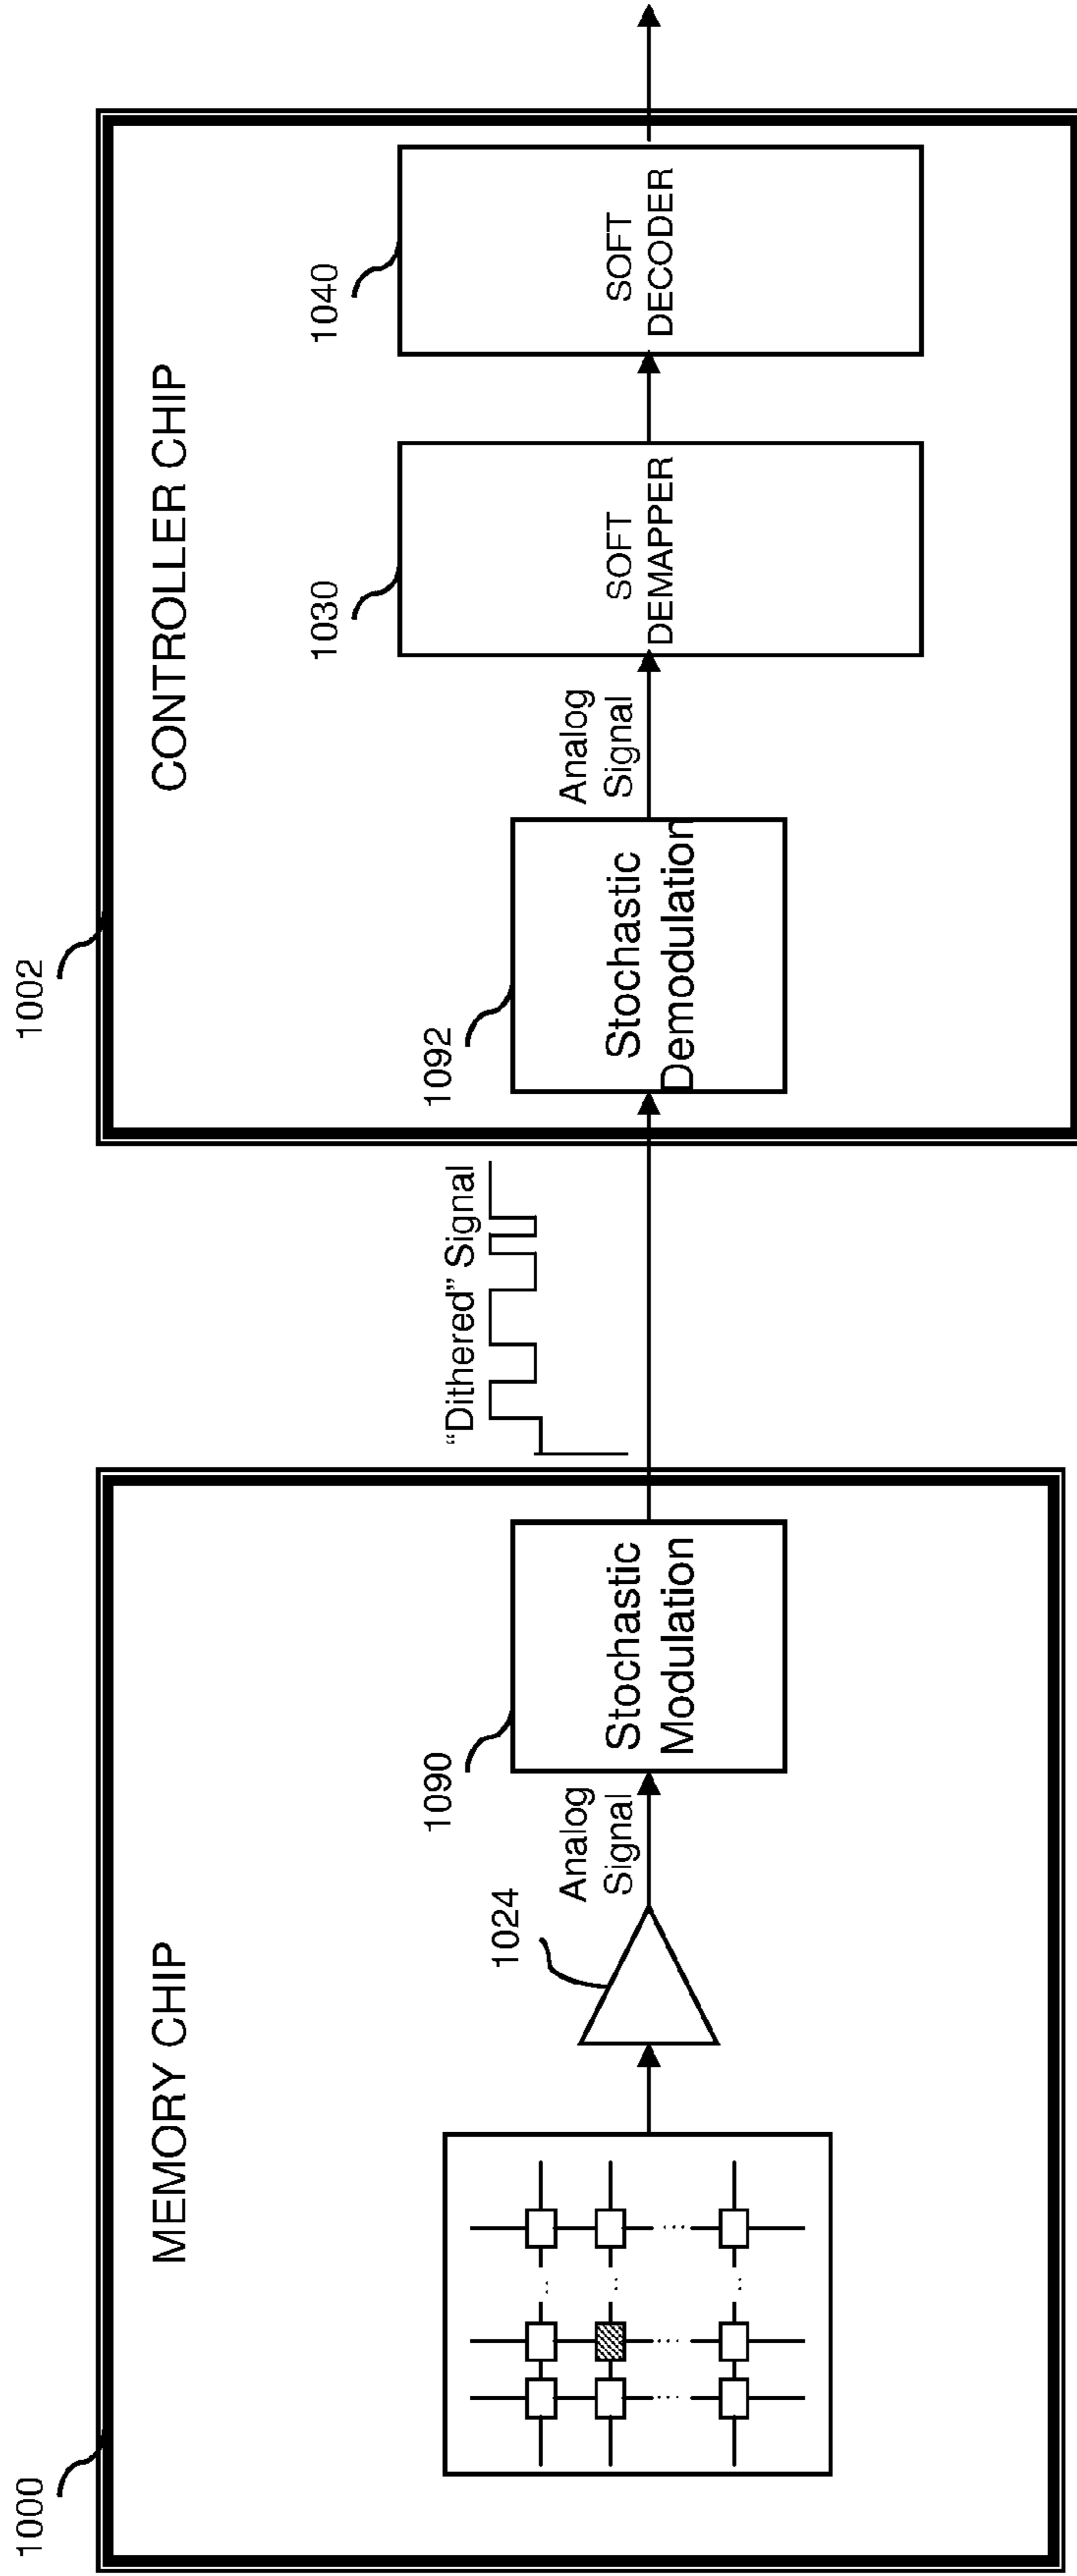 1000
MEMORY CHIP
1024
Analog
Signal
1090
Stochastic
Modulation
“Dithered” Signal
1002
CONTROLLER CHIP
1092
Stochastic
Demodulation
Analog
Signal
1030
SOFT
DEMAPPER
1040
SOFT
DECODER